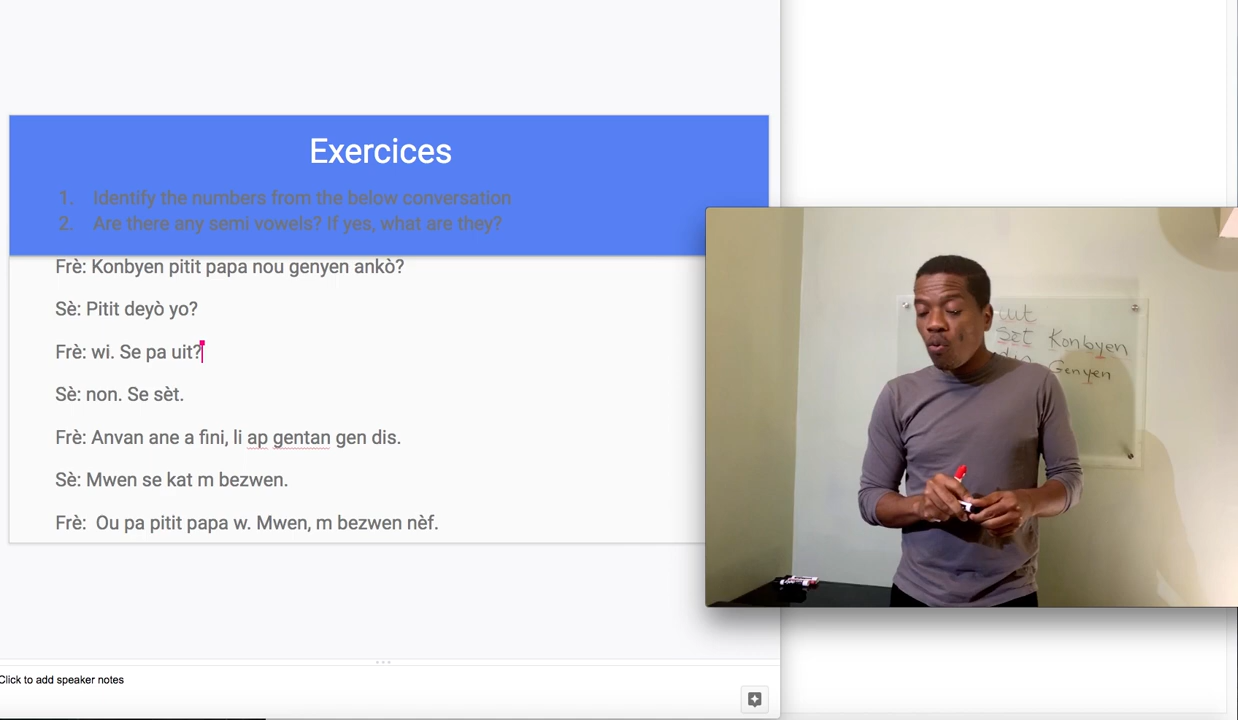 Exercices
1. Identify the numbers from the below conversation
2. Are there any semi vowels? If yes, what are they?
Frè: Konbyen pitit papa nou genyen ankò?
Sè: Pitit deyò yo?
Frè: wi. Se pa uit?
Sè: non. Se sèt.
Frè: Anvan ane a fini, li ap gentan gen dis.
Sè: Mwen se kat m bezwen.
Frè: Ou pa pitit papa w. Mwen, m bezwen nèf.
Click to add speaker notes
uit
sèt Konbyen
Genyen